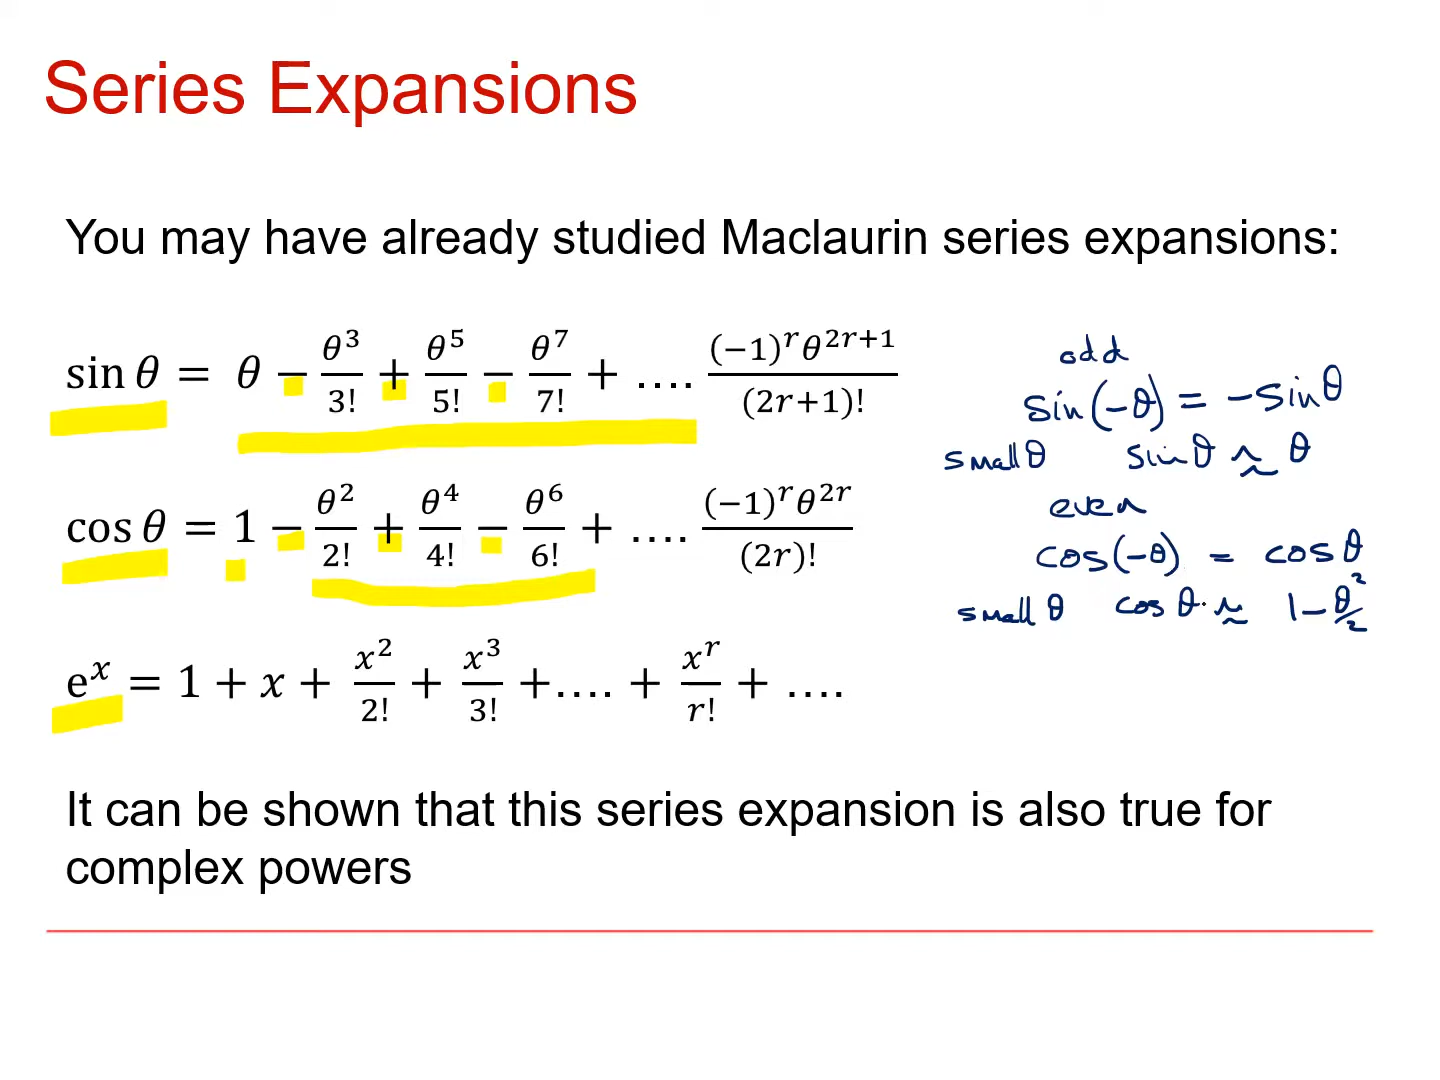 Series Expansions
You may have already studied Maclaurin series expansions:
sin θ = θ − θ³/3! + θ⁵/5! − θ⁷/7! + .... (−1)ʳθ²ʳ⁺¹/(2r+1)!
odd
sin(−θ) = −sinθ
small θ sinθ ≈ θ
cos θ = 1 − θ²/2! + θ⁴/4! − θ⁶/6! + .... (−1)ʳθ²ʳ/(2r)!
even
cos(−θ) = cosθ
small θ cosθ ≈ 1 − θ²/2
eˣ = 1 + x + x²/2! + x³/3! +.... + xʳ/r! + ....
It can be shown that this series expansion is also true for
complex powers